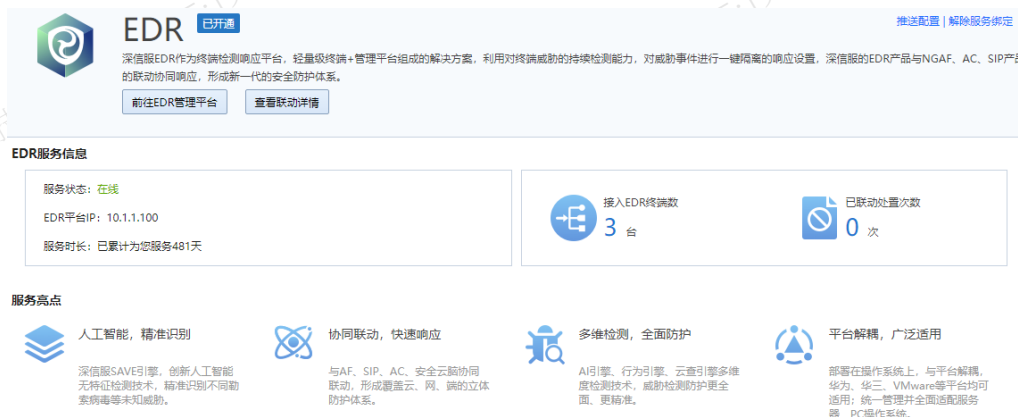 EDR 已开通
推送配置 | 解除服务绑定
深信服EDR作为终端检测响应平台，轻量级终端+管理平台组成的解决方案，利用对终端威胁的持续检测能力，对威胁事件进行一键隔离的响应设置，深信服的EDR产品与NGAF、AC、SIP产
的联动协同响应，形成新一代的安全防护体系。
前往EDR管理平台 查看联动详情
EDR服务信息
服务状态：在线
EDR平台IP：10.1.1.100
服务时长：已累计为您服务481天
接入EDR终端数
3 台
已联动处置次数
0 次
服务亮点
人工智能，精准识别
深信服SAVE引擎，创新人工智能
无特征检测技术，精准识别不同勒
索病毒等未知威胁。
协同联动，快速响应
与AF、SIP、AC、安全云脑协同
联动，形成覆盖云、网、端的立体
防护体系。
多维检测，全面防护
AI引擎、行为引擎、云查引擎多维
度检测技术，威胁检测防护更全
面、更精准。
平台解耦，广泛适用
部署在操作系统上，与平台解耦，
华为、华三、VMware等平台均可
适用；统一管理并全面适配服务
器、PC操作系统。